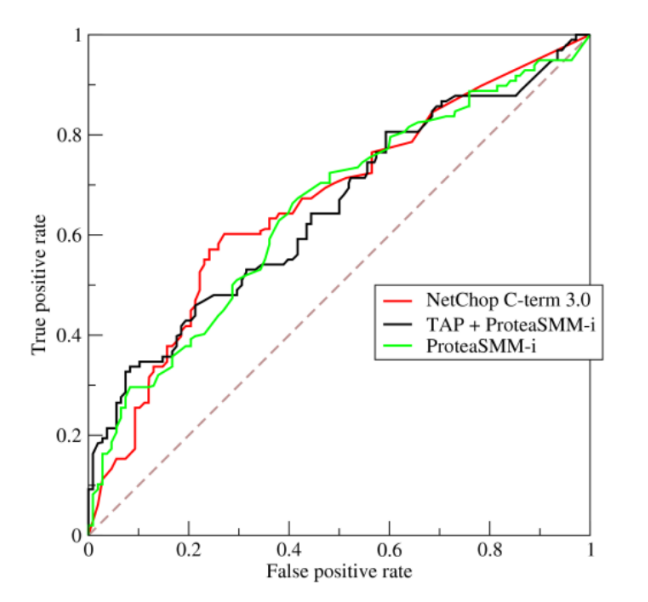 1
0.8
0.6
0.4
0.2
0
True positive rate
NetChop C-term 3.0
TAP + ProteaSMM-i
ProteaSMM-i
0
0.2
0.4
0.6
0.8
1
False positive rate